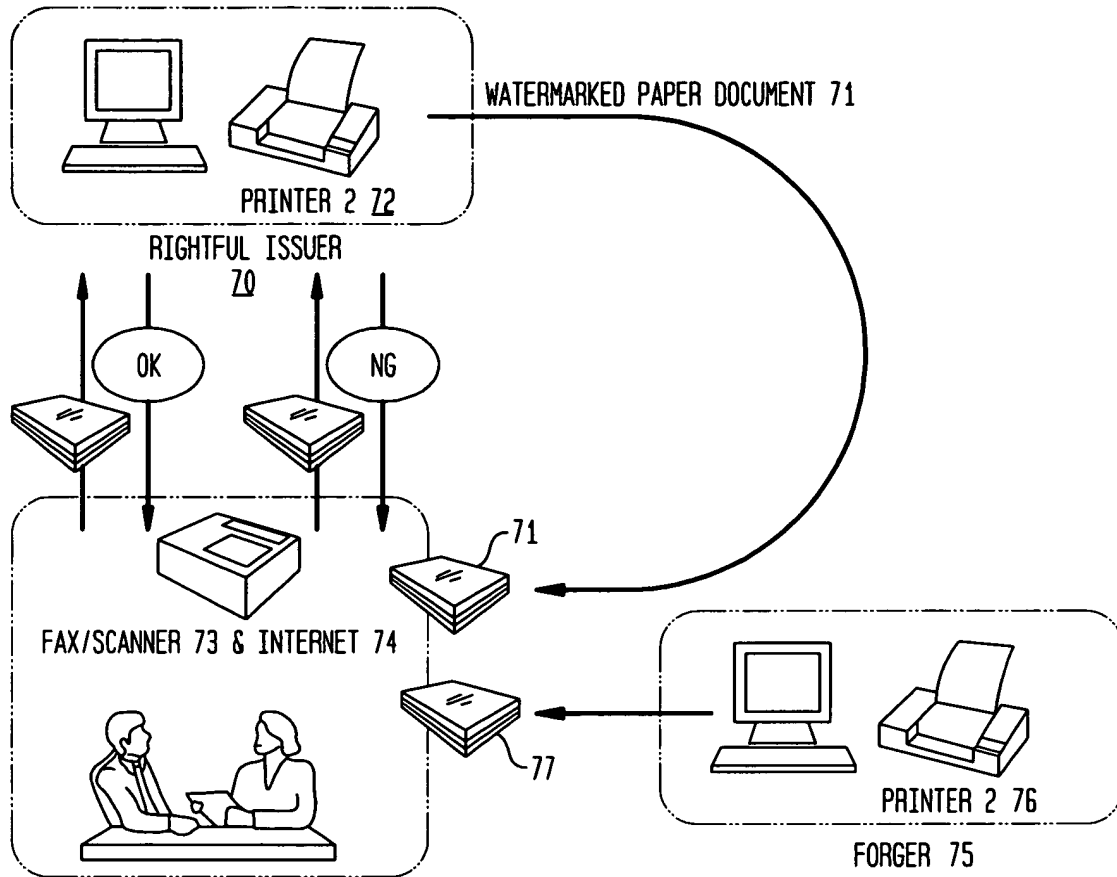 WATERMARKED PAPER DOCUMENT 71
PRINTER 2 72
RIGHTFUL ISSUER
70
OK
NG
71
FAX/SCANNER 73 & INTERNET 74
77
PRINTER 2 76
FORGER 75